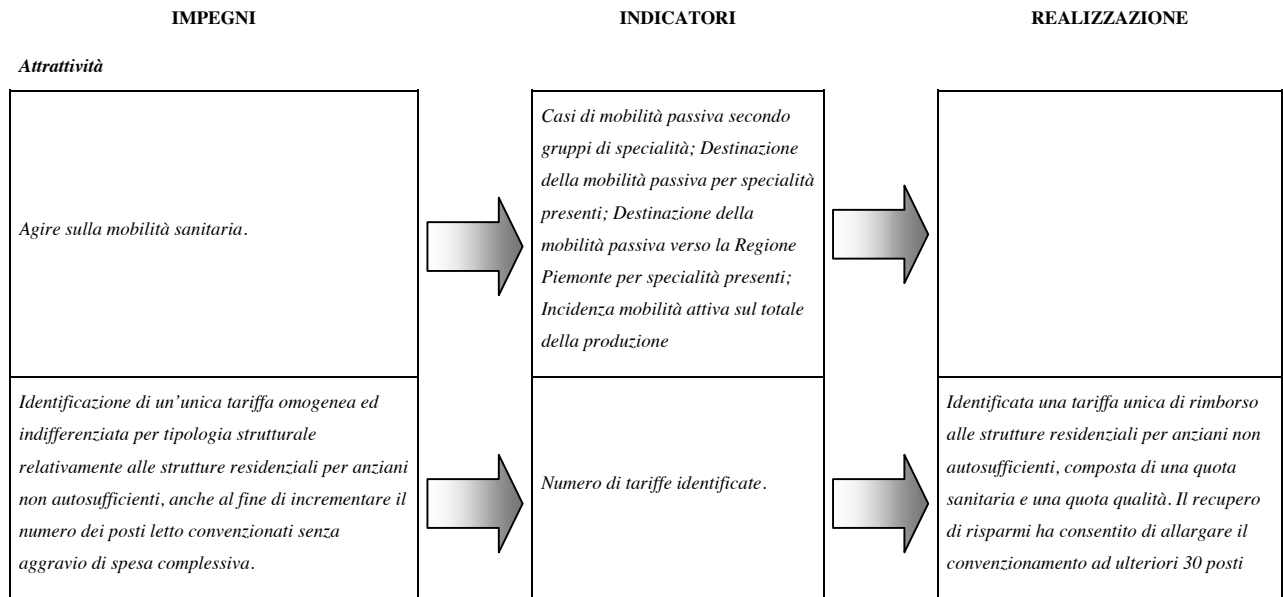 IMPEGNI
INDICATORI
REALIZZAZIONE
Attrattività
Agire sulla mobilità sanitaria.
Casi di mobilità passiva secondo
gruppi di specialità; Destinazione
della mobilità passiva per specialità
presenti; Destinazione della
mobilità passiva verso la Regione
Piemonte per specialità presenti;
Incidenza mobilità attiva sul totale
della produzione
Identificazione di un’unica tariffa omogenea ed
indifferenziata per tipologia strutturale
relativamente alle strutture residenziali per anziani
non autosufficienti, anche al fine di incrementare il
numero dei posti letto convenzionati senza
aggravio di spesa complessiva.
Numero di tariffe identificate.
Identificata una tariffa unica di rimborso
alle strutture residenziali per anziani non
autosufficienti, composta di una quota
sanitaria e una quota qualità. Il recupero
di risparmi ha consentito di allargare il
convenzionamento ad ulteriori 30 posti